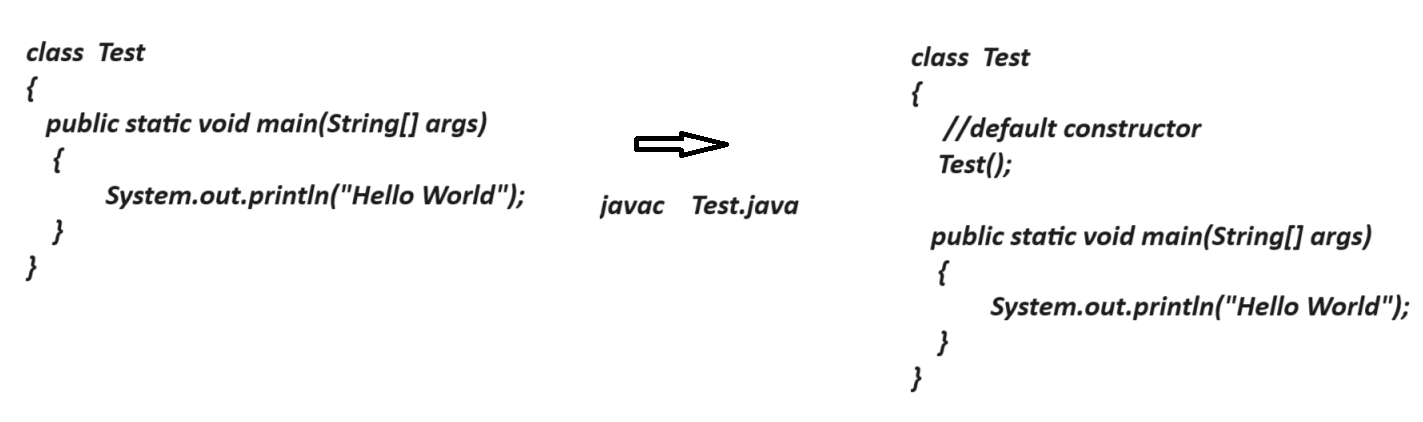 class Test
{
public static void main(String[] args)
{
System.out.println("Hello World");
}
}
javac Test.java
class Test
{
//default constructor
Test();
public static void main(String[] args)
{
System.out.println("Hello World");
}
}